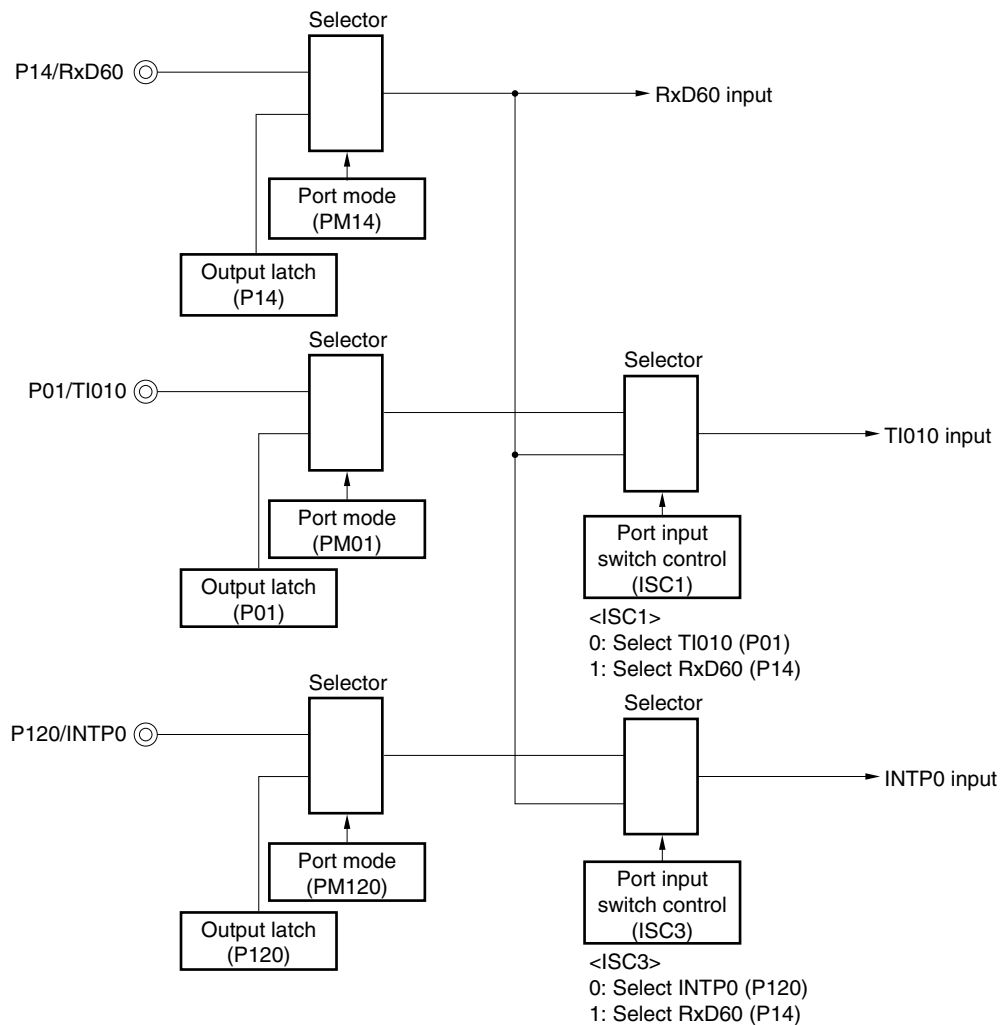 Selector
P14/RxD60
RxD60 input
Port mode
(PM14)
Output latch
(P14)
Selector
P01/TI010
Selector
TI010 input
Port mode
(PM01)
Output latch
(P01)
Port input
switch control
(ISC1)
<ISC1>
0: Select TI010 (P01)
1: Select RxD60 (P14)
Selector
P120/INTP0
Selector
INTP0 input
Port mode
(PM120)
Output latch
(P120)
Port input
switch control
(ISC3)
<ISC3>
0: Select INTP0 (P120)
1: Select RxD60 (P14)